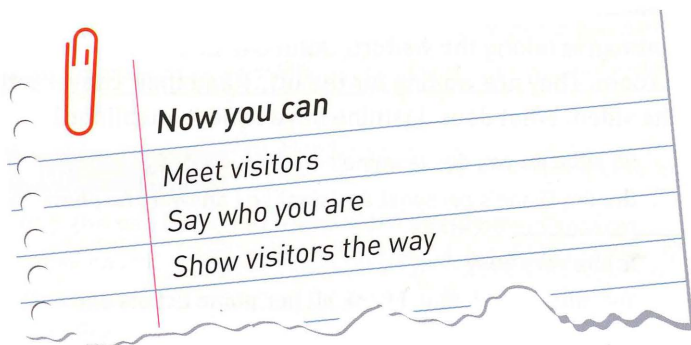 Now you can
Meet visitors
Say who you are
Show visitors the way